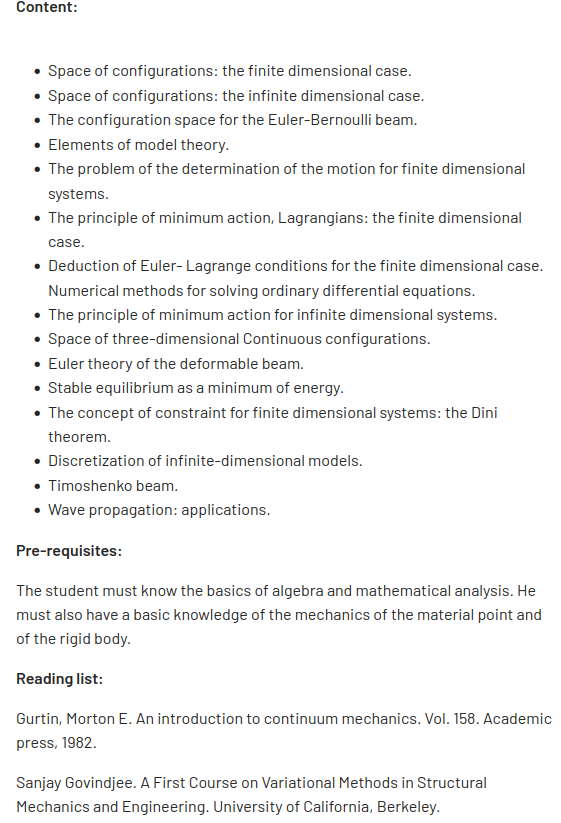 Content:
• Space of configurations: the finite dimensional case.
• Space of configurations: the infinite dimensional case.
• The configuration space for the Euler-Bernoulli beam.
• Elements of model theory.
• The problem of the determination of the motion for finite dimensional
systems.
• The principle of minimum action, Lagrangians: the finite dimensional
case.
• Deduction of Euler- Lagrange conditions for the finite dimensional case.
Numerical methods for solving ordinary differential equations.
• The principle of minimum action for infinite dimensional systems.
• Space of three-dimensional Continuous configurations.
• Euler theory of the deformable beam.
• Stable equilibrium as a minimum of energy.
• The concept of constraint for finite dimensional systems: the Dini
theorem.
• Discretization of infinite-dimensional models.
• Timoshenko beam.
• Wave propagation: applications.
Pre-requisites:
The student must know the basics of algebra and mathematical analysis. He
must also have a basic knowledge of the mechanics of the material point and
of the rigid body.
Reading list:
Gurtin, Morton E. An introduction to continuum mechanics. Vol. 158. Academic
press, 1982.
Sanjay Govindjee. A First Course on Variational Methods in Structural
Mechanics and Engineering. University of California, Berkeley.